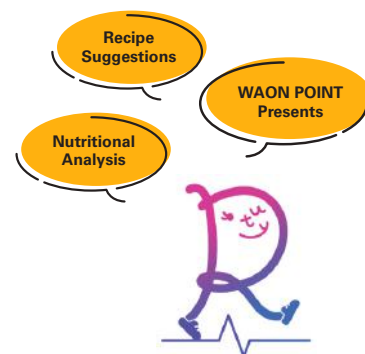 Recipe
Suggestions
WAON POINT
Presents
Nutritional
Analysis